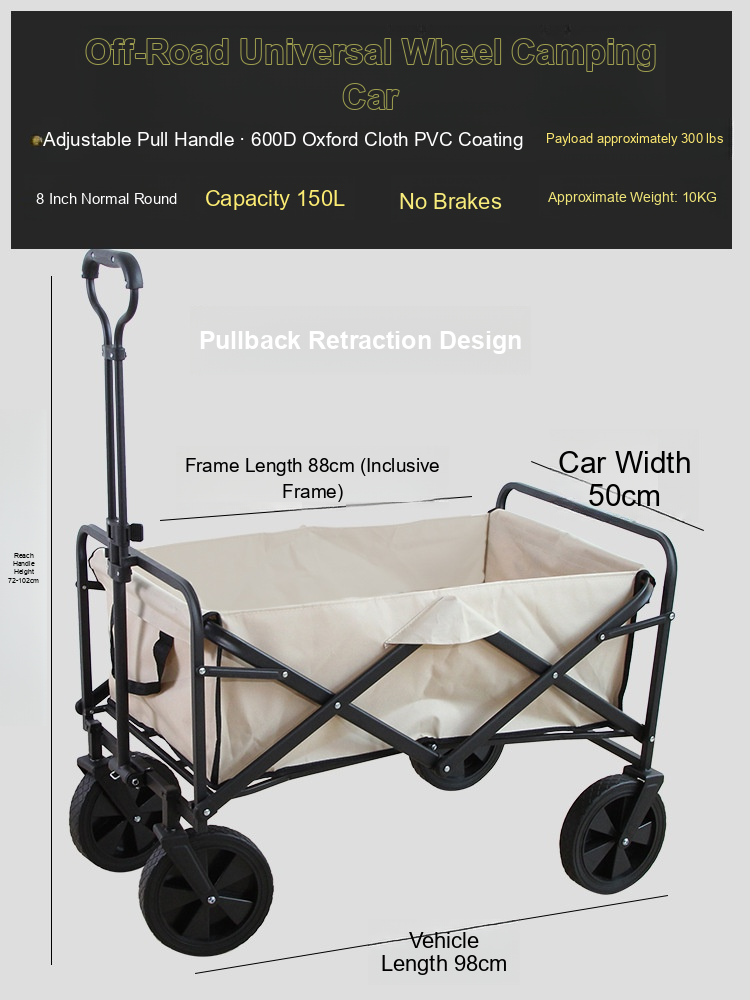 Off-Road Universal Wheel Camping
Car
Adjustable Pull Handle · 600D Oxford Cloth PVC Coating
Payload approximately 300 lbs
8 Inch Normal Round
Capacity 150L
No Brakes
Approximate Weight: 10KG
Pullback Retraction Design
Frame Length 88cm (Inclusive
Frame)
Car Width
50cm
Reach
Handle
Height
72-102cm
Vehicle
Length 98cm